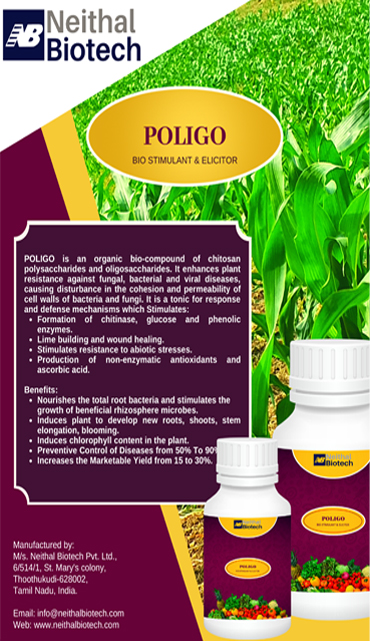 NB Neithal
Biotech
POLIGO
BIO STIMULANT & ELICITOR
POLIGO is an organic bio-compound of chitosan
polysaccharides and oligosaccharides. It enhances plant
resistance against fungal, bacterial and viral diseases,
causing disturbance in the cohesion and permeability of
cell walls of bacteria and fungi. It is a tonic for response
and defense mechanisms which Stimulates:
• Formation of chitinase, glucose and phenolic
enzymes.
• Lime building and wound healing.
• Stimulates resistance to abiotic stresses.
• Production of non-enzymatic antioxidants and
ascorbic acid.
Benefits:
• Nourishes the total root bacteria and stimulates the
growth of beneficial rhizosphere microbes.
• Induces plant to develop new roots, shoots, stem
elongation, blooming.
• Induces chlorophyll content in the plant.
• Preventive Control of Diseases from 50% To 90%
• Increases the Marketable Yield from 15 to 30%.
Manufactured by:
M/s. Neithal Biotech Pvt. Ltd.,
6/514/1, St. Mary's colony,
Thoothukudi-628002,
Tamil Nadu, India.
Email: info@neithalbiotech.com
Web: www.neithalbiotech.com
Neithal
Biotech
POLIGO
BIO STIMULANT & ELICITOR
Neithal
Biotech
POLIGO